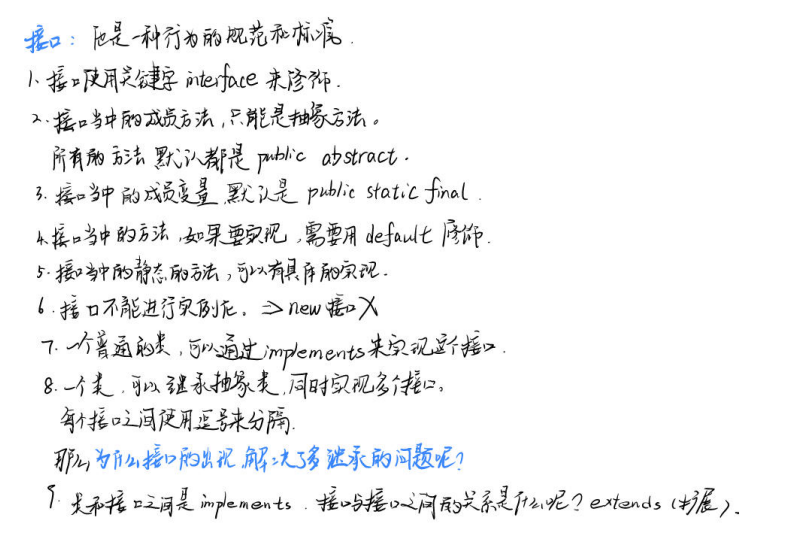 接口：他是一种行为的规范和标准.
1. 接口使用关键字 interface 来修饰.
2. 接口当中的成员方法，只能是抽象方法。
所有的方法 默认都是 public abstract.
3. 接口当中的成员变量 默认是 public static final.
4. 接口当中的方法，如果要实现，需要用 default 修饰.
5. 接口当中的静态的方法，可以有具体的实现.
6. 接口不能进行实例化。⇒ new 接口 X
7. 一个普通的类，可以通过 implements 来实现这个接口.
8. 一个类，可以继承抽象类，同时实现多个接口。
每个接口之间使用逗号来分隔.
那么为什么接口的出现，解决了多继承的问题呢？
9. 类和接口之间是 implements. 接口与接口之间的关系是什么呢？extends (扩展).